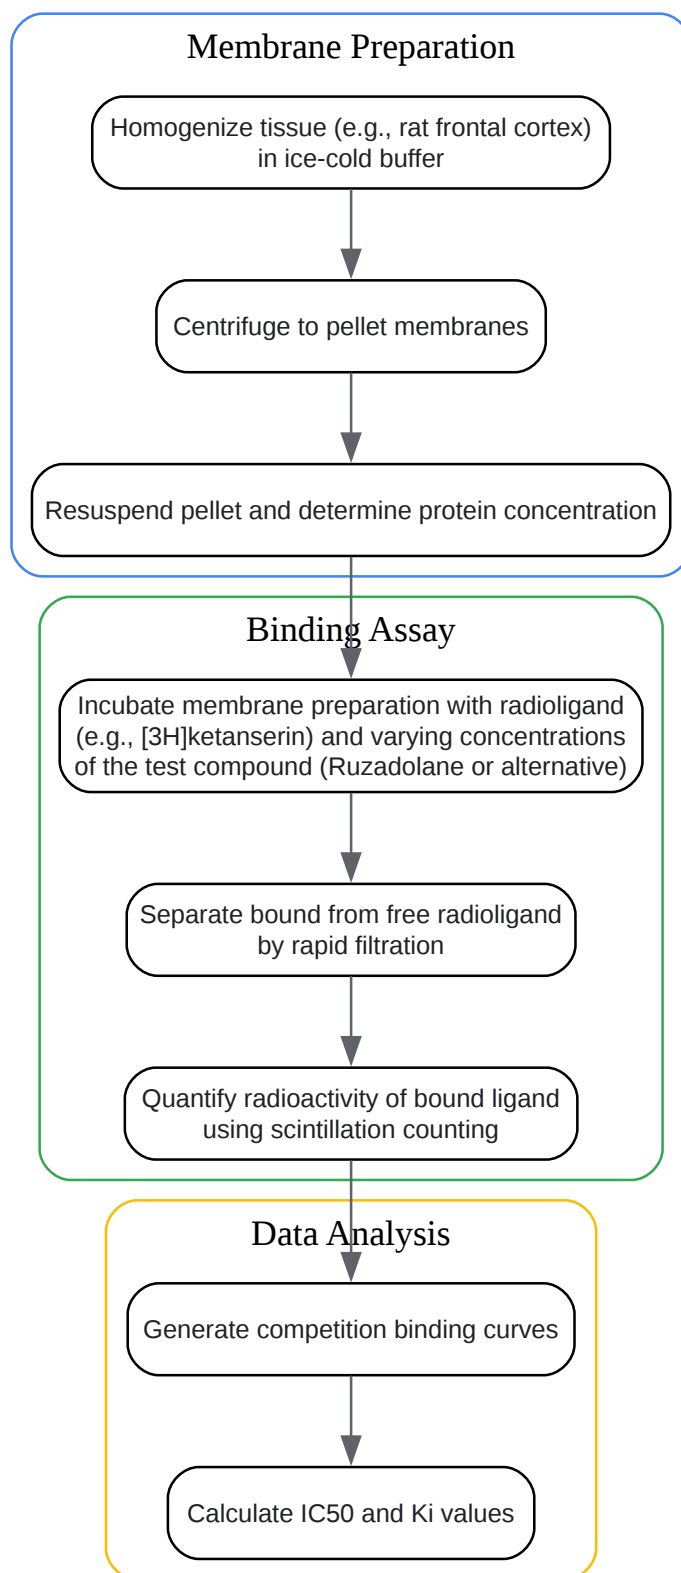 Membrane Preparation
Homogenize tissue (e.g., rat frontal cortex)
in ice-cold buffer
Centrifuge to pellet membranes
Resuspend pellet and determine protein concentration
Binding Assay
Incubate membrane preparation with radioligand
(e.g., [3H]ketanserin) and varying concentrations
of the test compound (Ruzadolane or alternative)
Separate bound from free radioligand
by rapid filtration
Quantify radioactivity of bound ligand
using scintillation counting
Data Analysis
Generate competition binding curves
Calculate IC50 and Ki values